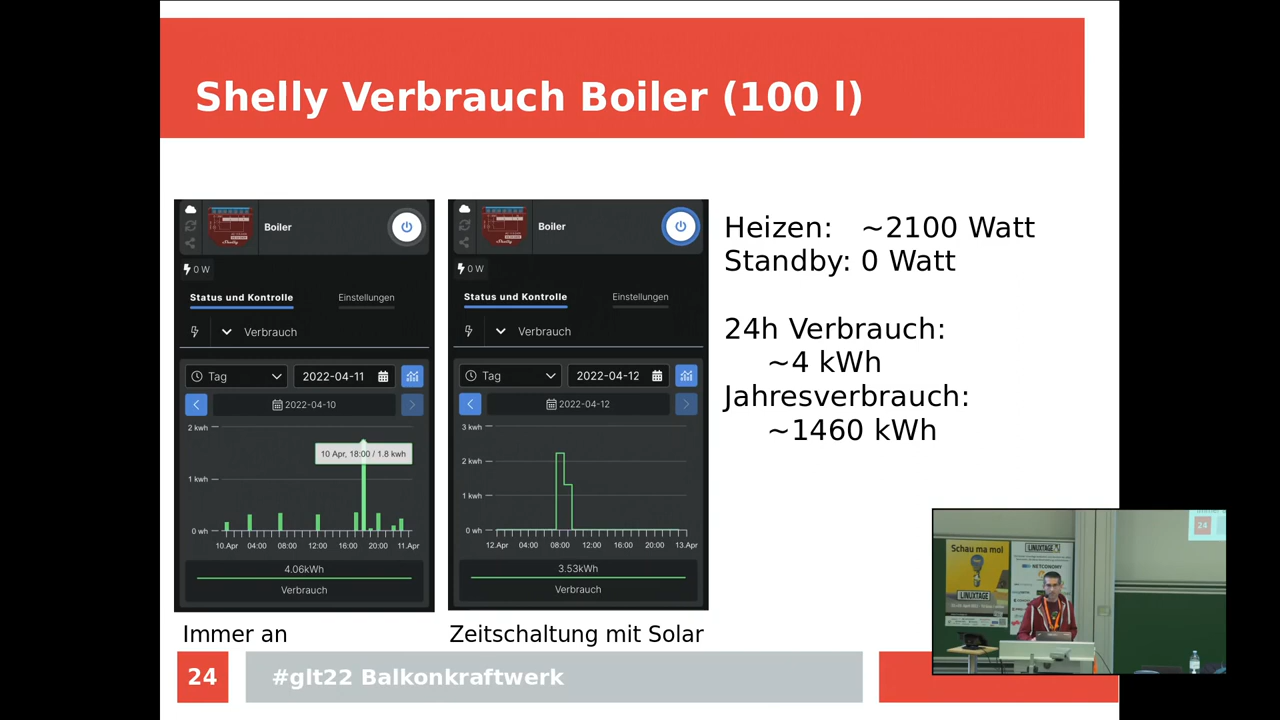 Shelly Verbrauch Boiler (100 l)
Boiler
0 W
Status und Kontrolle
Einstellungen
Verbrauch
Tag
2022-04-11
2022-04-10
2 kwh
10 Apr, 18:00 / 1.8 kwh
1 kwh
0 wh
10.Apr 04:00 08:00 12:00 16:00 20:00 11.Apr
4.06kWh
Verbrauch
Immer an
Boiler
0 W
Status und Kontrolle
Einstellungen
Verbrauch
Tag
2022-04-12
2022-04-12
3 kwh
2 kwh
1 kwh
0 wh
12.Apr 04:00 08:00 12:00 16:00 20:00 13.Apr
3.53kWh
Verbrauch
Zeitschaltung mit Solar
Heizen: ~2100 Watt
Standby: 0 Watt
24h Verbrauch:
~4 kWh
Jahresverbrauch:
~1460 kWh
24
#glt22 Balkonkraftwerk
Schau ma mol
LINUXTAGE
LINUXTAGE
NETCONOMY
24